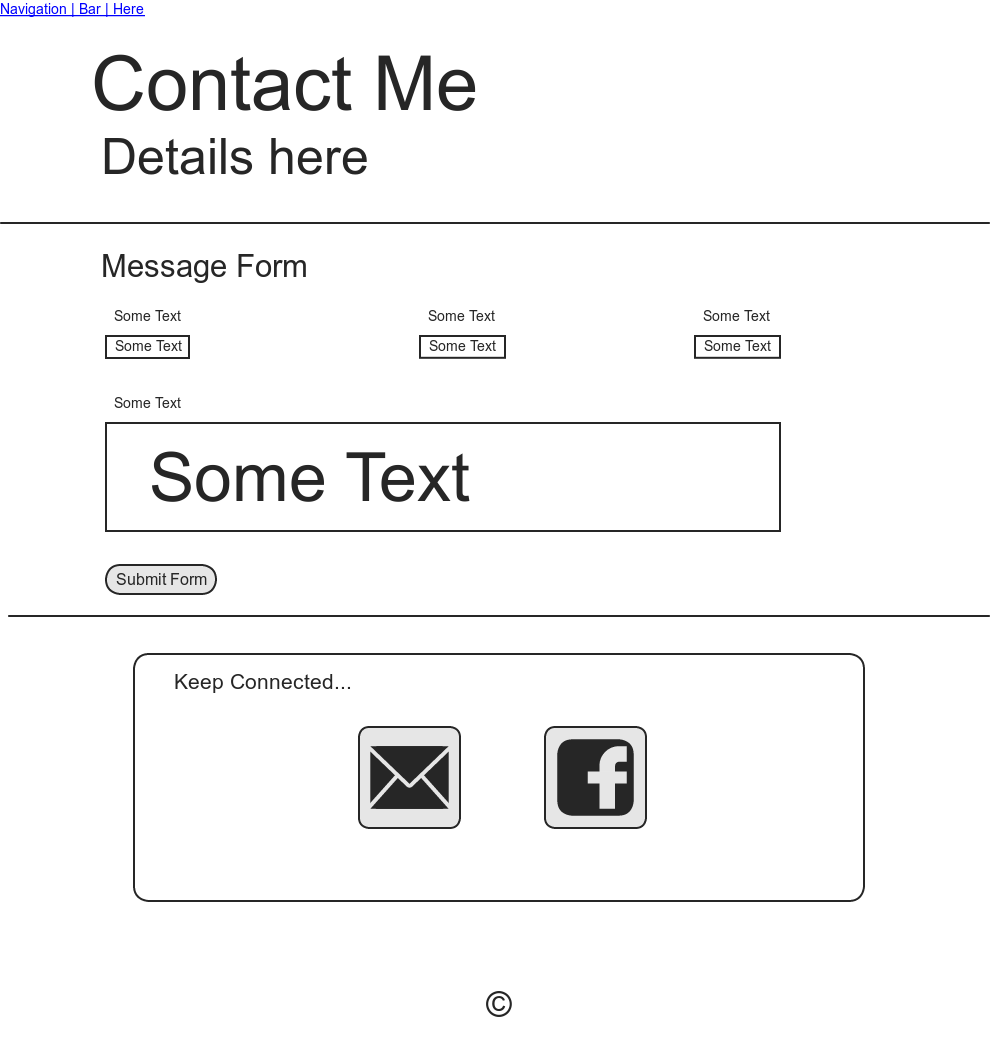 Navigation | Bar | Here
Contact Me
Details here
Message Form
Some Text Some Text Some Text
Some Text Some Text Some Text
Some Text
Some Text
Submit Form
Keep Connected...
©